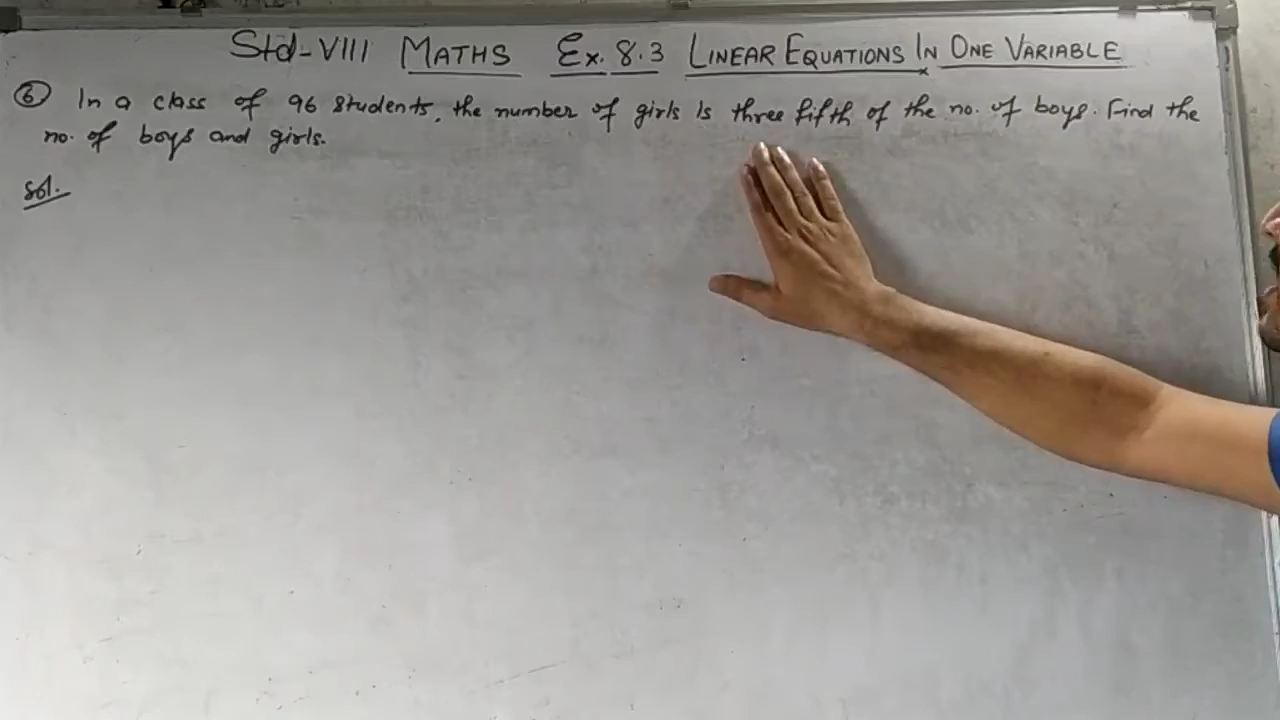 Std-VIII MATHS Ex. 8.3 LINEAR EQUATIONS IN ONE VARIABLE
⑥ In a class of 96 students, the number of girls is three fifth of the no. of boys. Find the
no. of boys and girls.
Sol.